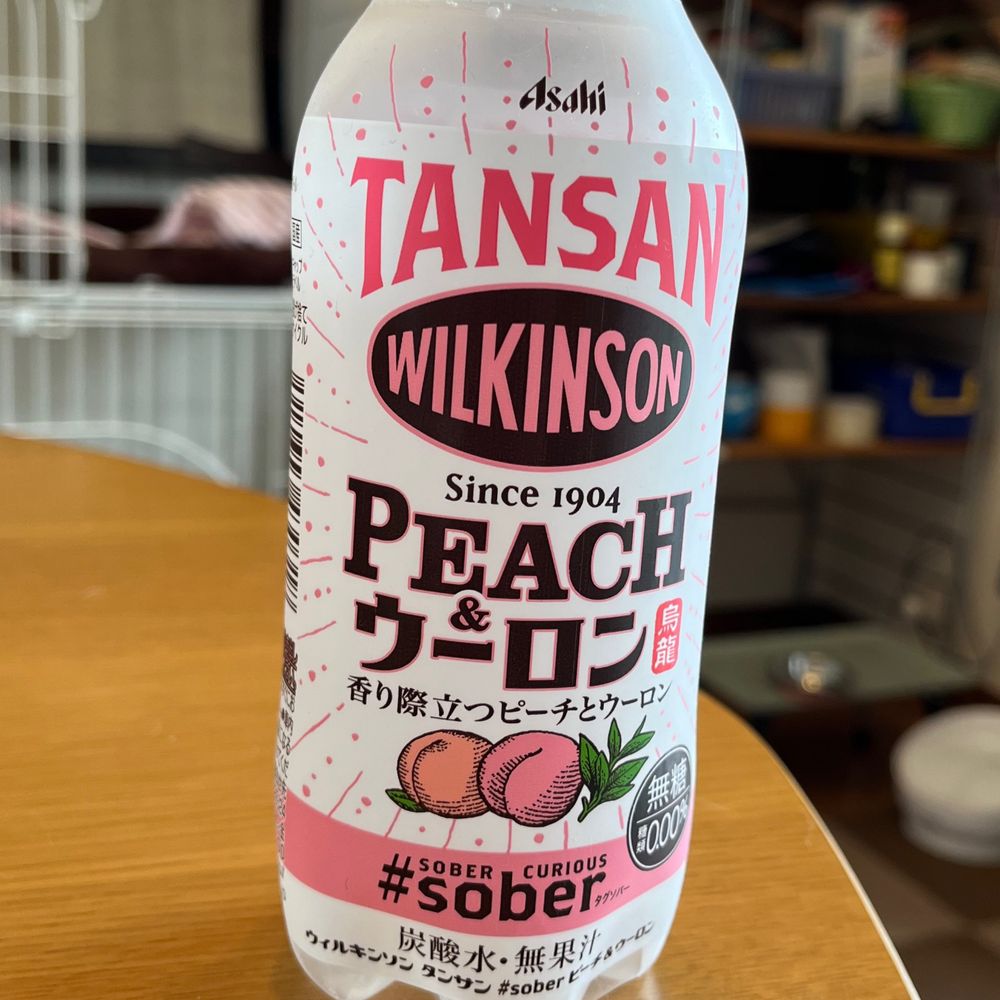 Asahi
TANSAN
WILKINSON
Since 1904
PEACH
&
ウーロン
烏龍
香り際立つピーチとウーロン
無糖
糖類0.00%
SOBER CURIOUS
#sober
タグソバー
炭酸水・無果汁
ウィルキンソン タンサン #sober ピーチ&ウーロン